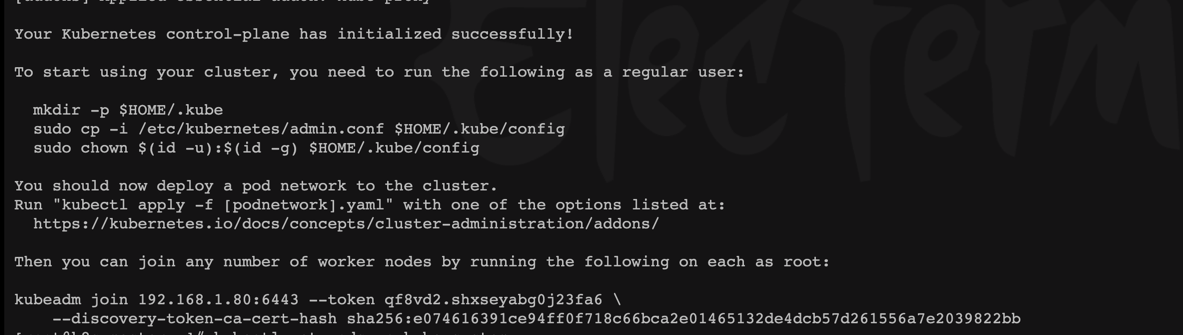 Your Kubernetes control-plane has initialized successfully!
To start using your cluster, you need to run the following as a regular user:
mkdir -p $HOME/.kube
sudo cp -i /etc/kubernetes/admin.conf $HOME/.kube/config
sudo chown $(id -u):$(id -g) $HOME/.kube/config
You should now deploy a pod network to the cluster.
Run "kubectl apply -f [podnetwork].yaml" with one of the options listed at:
https://kubernetes.io/docs/concepts/cluster-administration/addons/
Then you can join any number of worker nodes by running the following on each as root:
kubeadm join 192.168.1.80:6443 --token qf8vd2.shxseyabg0j23fa6 \
--discovery-token-ca-cert-hash sha256:e074616391ce94ff0f718c66bca2e01465132de4dcb57d261556a7e2039822bb
Electerm